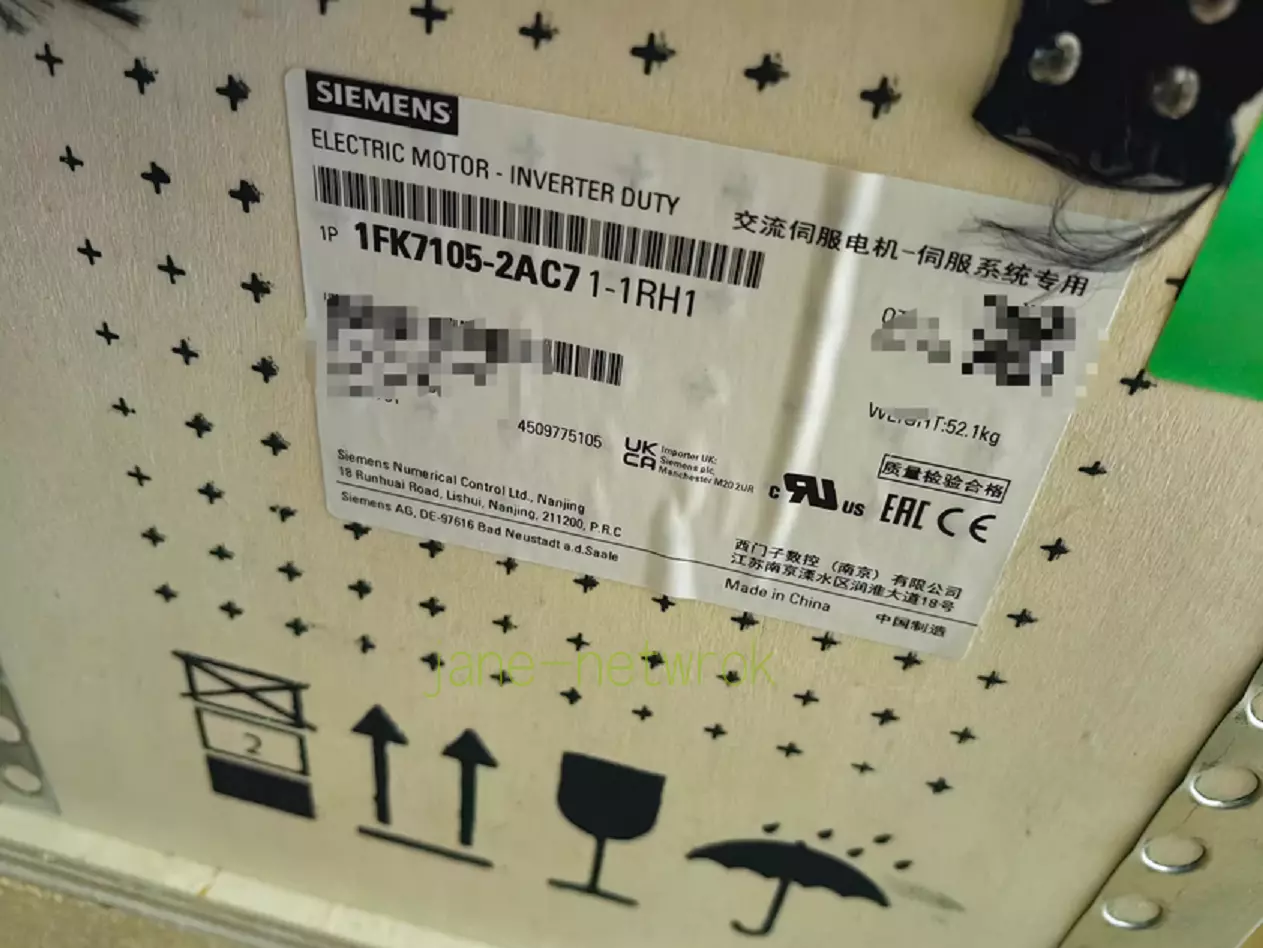 SIEMENS
ELECTRIC MOTOR - INVERTER DUTY
交流伺服电机-伺服系统专用
1P 1FK7105-2AC71-1RH1
:52.1kg
4509775105
UK
CA
Importer UK:
Siemens plc,
Manchester M20 2UR
质量检验合格
c RU us EAC CE
Siemens Numerical Control Ltd., Nanjing
18 Runhuai Road, Lishui, Nanjing, 211200, P.R.C
Siemens AG, DE-97616 Bad Neustadt a.d.Saale
西门子数控(南京)有限公司
江苏南京溧水区润淮大道18号
Made in China
中国制造
jane-netwrok
2